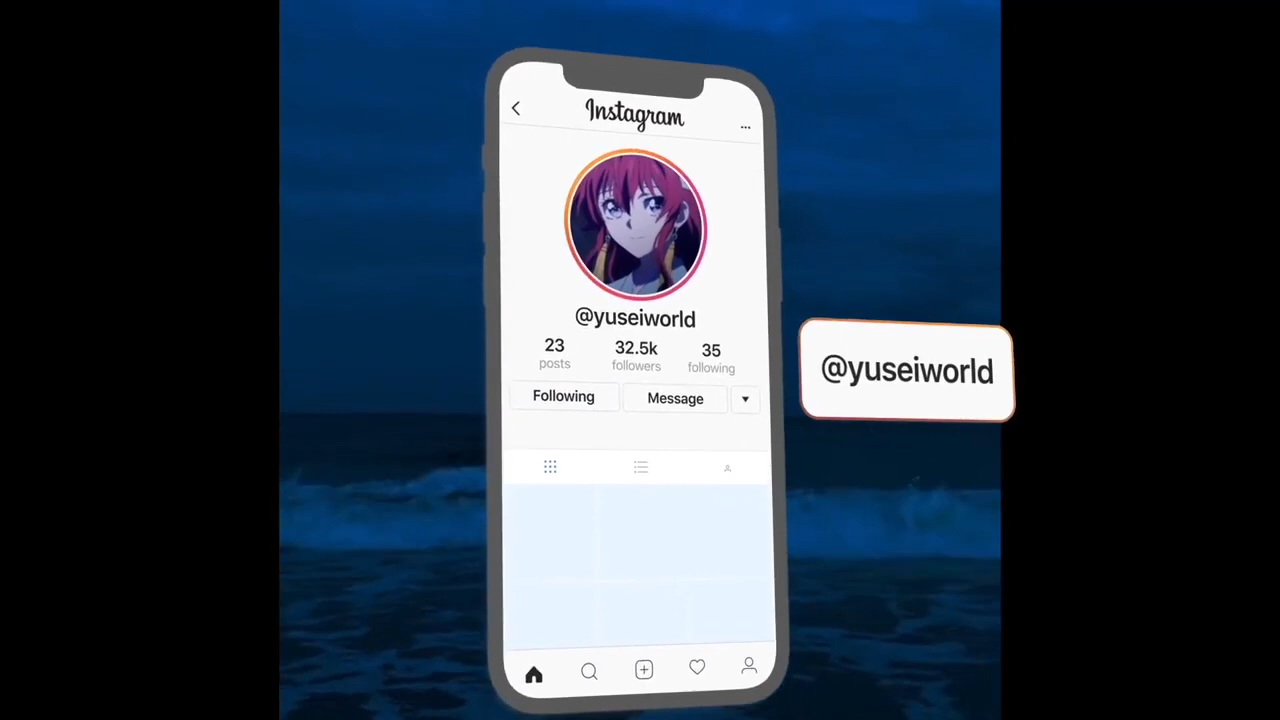 Instagram
@yuseiworld
23 32.5k 35
posts followers following
Following Message
@yuseiworld